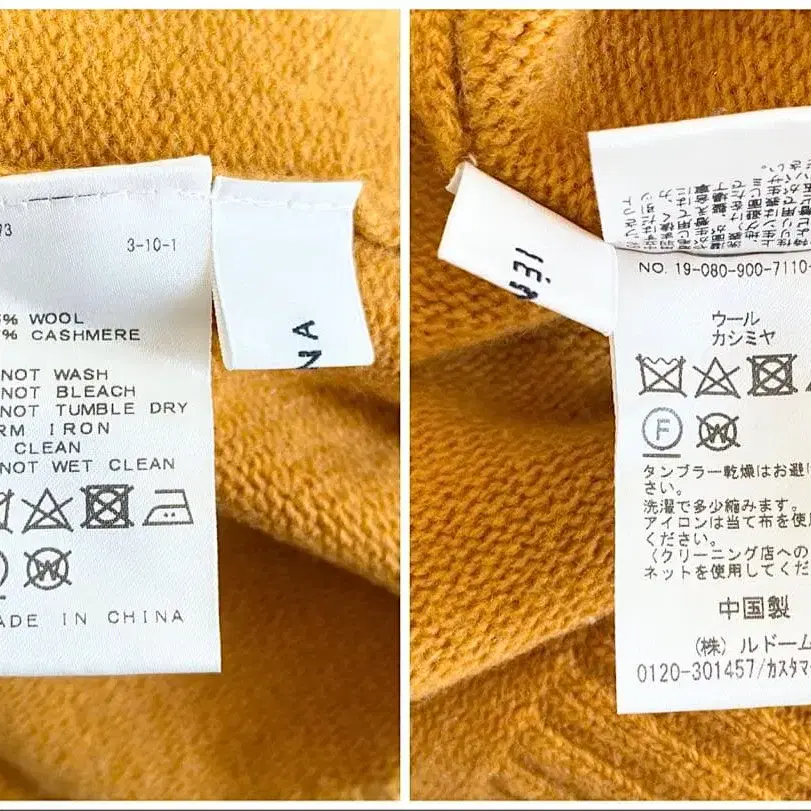 93
3-10-1
% WOOL
% CASHMERE
NOT WASH
NOT BLEACH
NOT TUMBLE DRY
RM IRON
CLEAN
NOT WET CLEAN
W
ADE IN CHINA
NA
IÉN
NO. 19-080-900-7110-
ウール
カシミヤ
F W
タンブラー乾燥はお避け
さい。
洗濯で多少縮みます。
アイロンは当て布を使用
ください。
(クリーニング店への
ネットを使用してくだ
中国製
(株) ルドーム
0120-301457/カスタマ